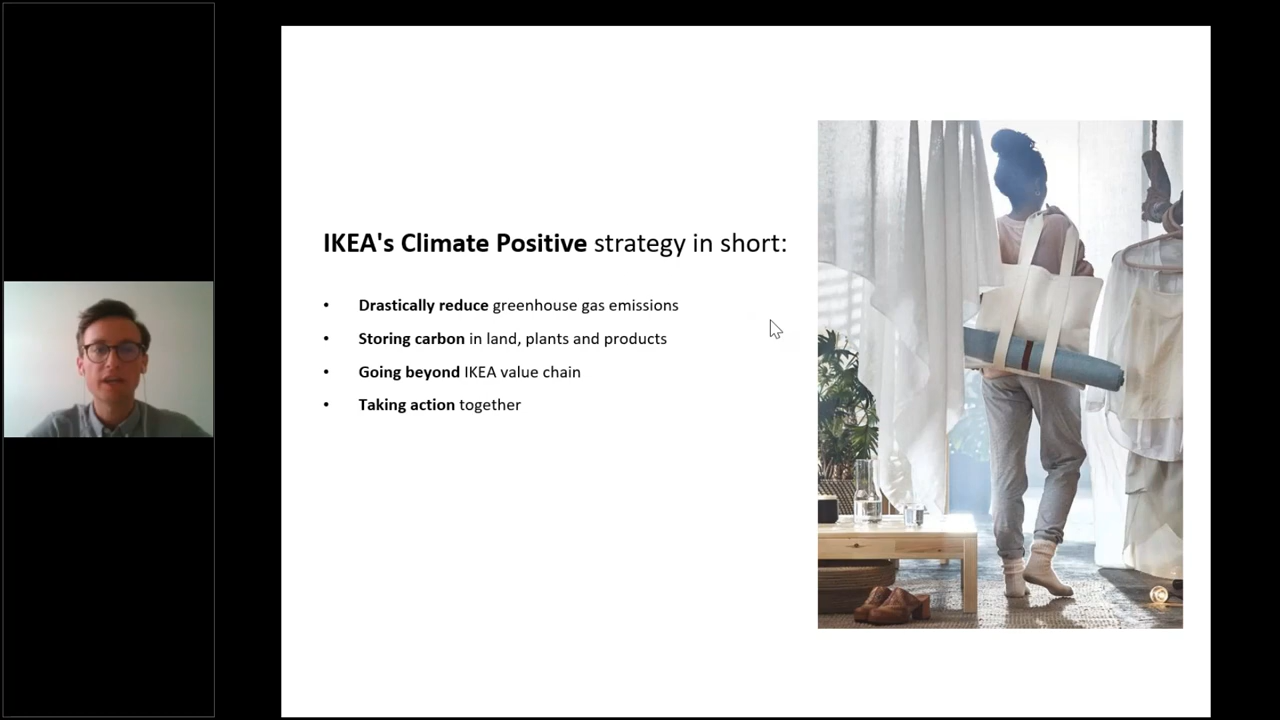 IKEA's Climate Positive strategy in short:
• Drastically reduce greenhouse gas emissions
• Storing carbon in land, plants and products
• Going beyond IKEA value chain
• Taking action together